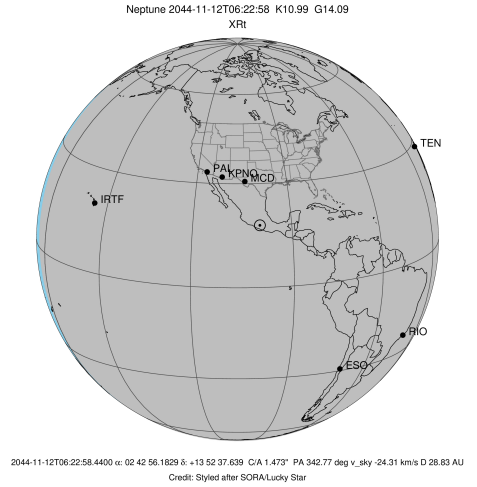 Neptune 2044-11-12T06:22:58 K10.99 G14.09
XRt
TEN
PAL
KPNO
MCD
IRTF
RIO
ESO
2044-11-12T06:22:58.4400 α: 02 42 56.1829 δ: +13 52 37.639 C/A 1.473" PA 342.77 deg v_sky -24.31 km/s D 28.83 AU
Credit: Styled after SORA/Lucky Star